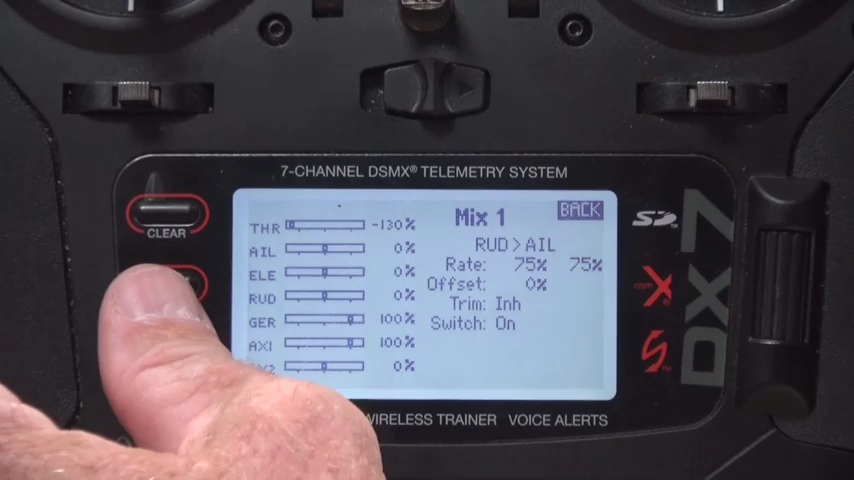 7-CHANNEL DSMX® TELEMETRY SYSTEM
CLEAR
THR -130%
AIL 0%
ELE 0%
RUD 0%
GER 100%
AX1 100%
0%
Mix 1
BACK
RUD > AIL
Rate: 75% 75%
Offset: 0%
Trim: Inh
Switch: On
SD
X
DX7
WIRELESS TRAINER VOICE ALERTS